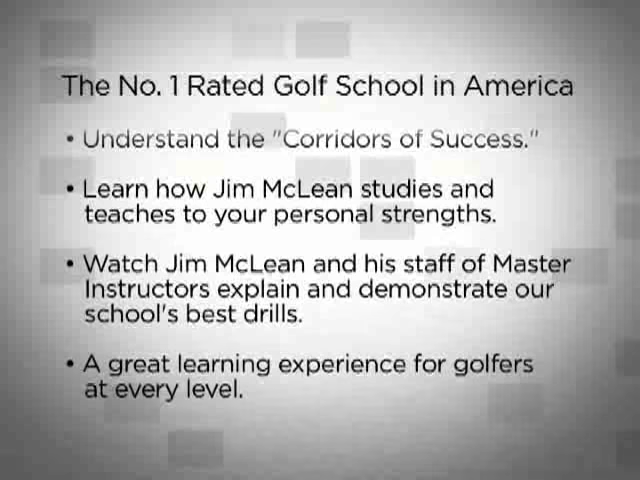 The No. 1 Rated Golf School in America
• Understand the "Corridors of Success."
• Learn how Jim McLean studies and
teaches to your personal strengths.
• Watch Jim McLean and his staff of Master
Instructors explain and demonstrate our
school's best drills.
• A great learning experience for golfers
at every level.